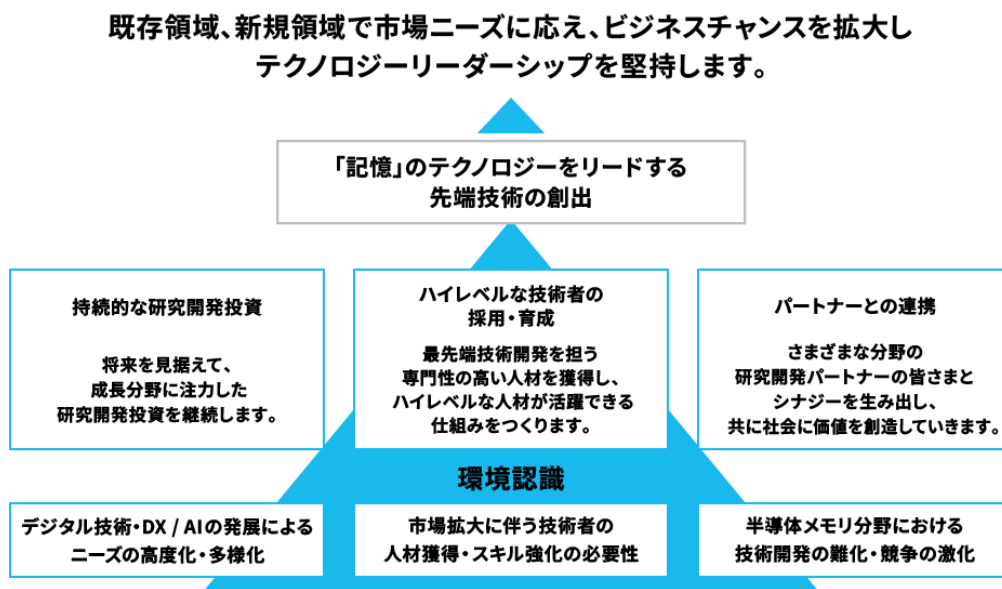 既存領域、新規領域で市場ニーズに応え、ビジネスチャンスを拡大し
テクノロジーリーダーシップを堅持します。
「記憶」のテクノロジーをリードする
先端技術の創出
持続的な研究開発投資
将来を見据えて、
成長分野に注力した
研究開発投資を継続します。
ハイレベルな技術者の
採用・育成
最先端技術開発を担う
専門性の高い人材を獲得し、
ハイレベルな人材が活躍できる
仕組みをつくります。
パートナーとの連携
さまざまな分野の
研究開発パートナーの皆さまと
シナジーを生み出し、
共に社会に価値を創造していきます。
環境認識
デジタル技術・DX / AIの発展による
ニーズの高度化・多様化
市場拡大に伴う技術者の
人材獲得・スキル強化の必要性
半導体メモリ分野における
技術開発の難化・競争の激化